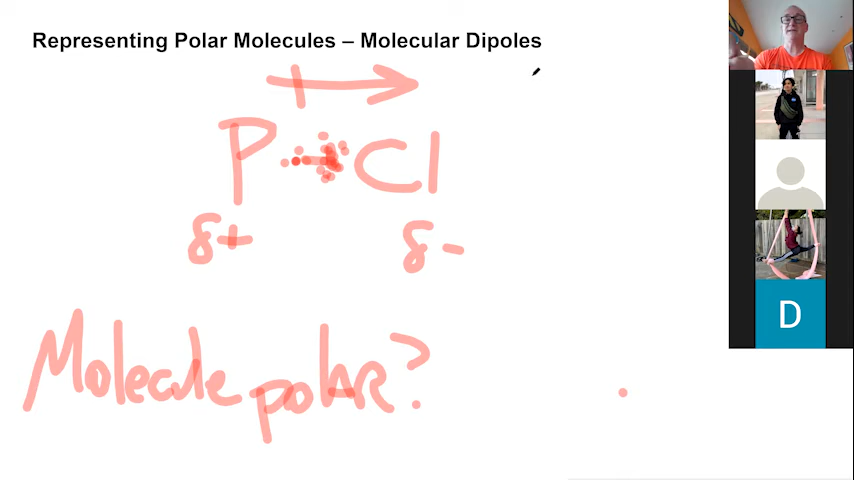 Representing Polar Molecules – Molecular Dipoles
P Cl
δ+ δ-
Molecule polar?
D